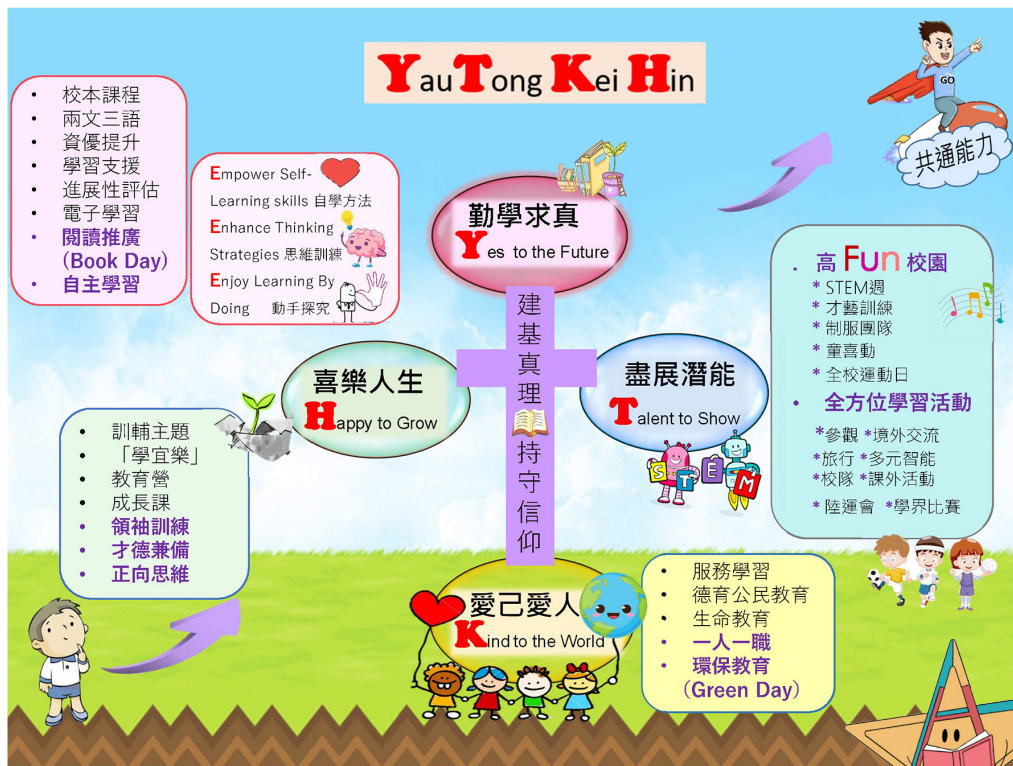 Yau Tong Kei Hin
GO
共通能力
• 校本課程
• 兩文三語
• 資優提升
• 學習支援
• 進展性評估
• 電子學習
• 閱讀推廣
(Book Day)
• 自主學習
Empower Self-
Learning skills 自學方法
Enhance Thinking
Strategies 思維訓練
Enjoy Learning By
Doing 動手探究
勤學求真
Yes to the Future
建基真理持守信仰
喜樂人生
Happy to Grow
盡展潛能
Talent to Show
STEM
. 高Fun校園
* STEM週
* 才藝訓練
* 制服團隊
* 童喜動
* 全校運動日
• 全方位學習活動
*參觀 *境外交流
*旅行 *多元智能
*校隊 *課外活動
*陸運會 *學界比賽
• 訓輔主題
• 「學宜樂」
• 教育營
• 成長課
• 領袖訓練
• 才德兼備
• 正向思維
愛己愛人
Kind to the World
• 服務學習
• 德育公民教育
• 生命教育
• 一人一職
• 環保教育
(Green Day)